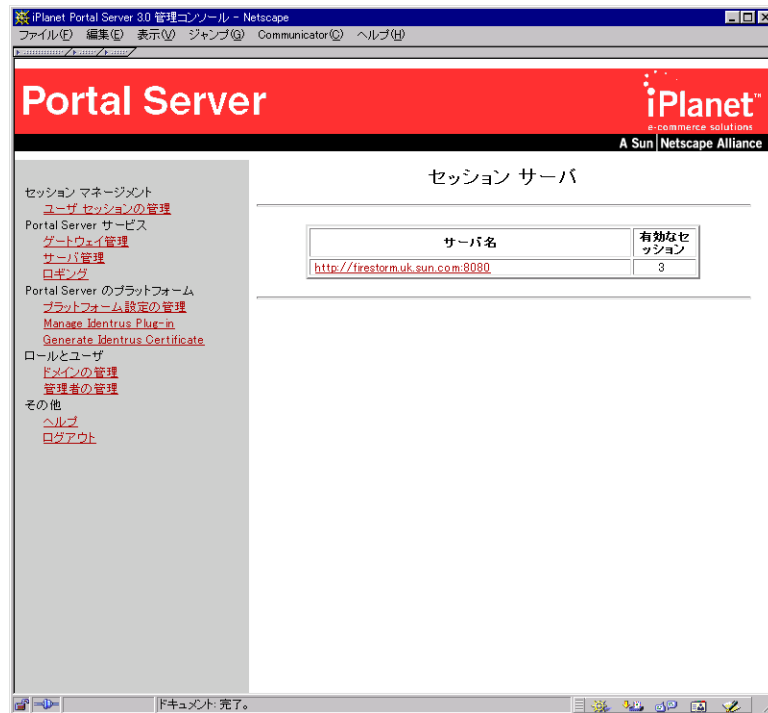 iPlanet Portal Server 3.0 管理コンソール - Netscape
ファイル(F) 編集(E) 表示(V) ジャンプ(G) Communicator(C) ヘルプ(H)
Portal Server
iPlanet™
e-commerce solutions
A Sun | Netscape Alliance
セッション マネージメント
ユーザ セッションの管理
Portal Server サービス
ゲートウェイ管理
サーバ管理
ロギング
Portal Server のプラットフォーム
プラットフォーム設定の管理
Manage Identrus Plug-in
Generate Identrus Certificate
ロールとユーザ
ドメインの管理
管理者の管理
その他
ヘルプ
ログアウト
セッション サーバ
サーバ名
有効なセ
ッション
http://firestorm.uk.sun.com:8080
3
ドキュメント: 完了。